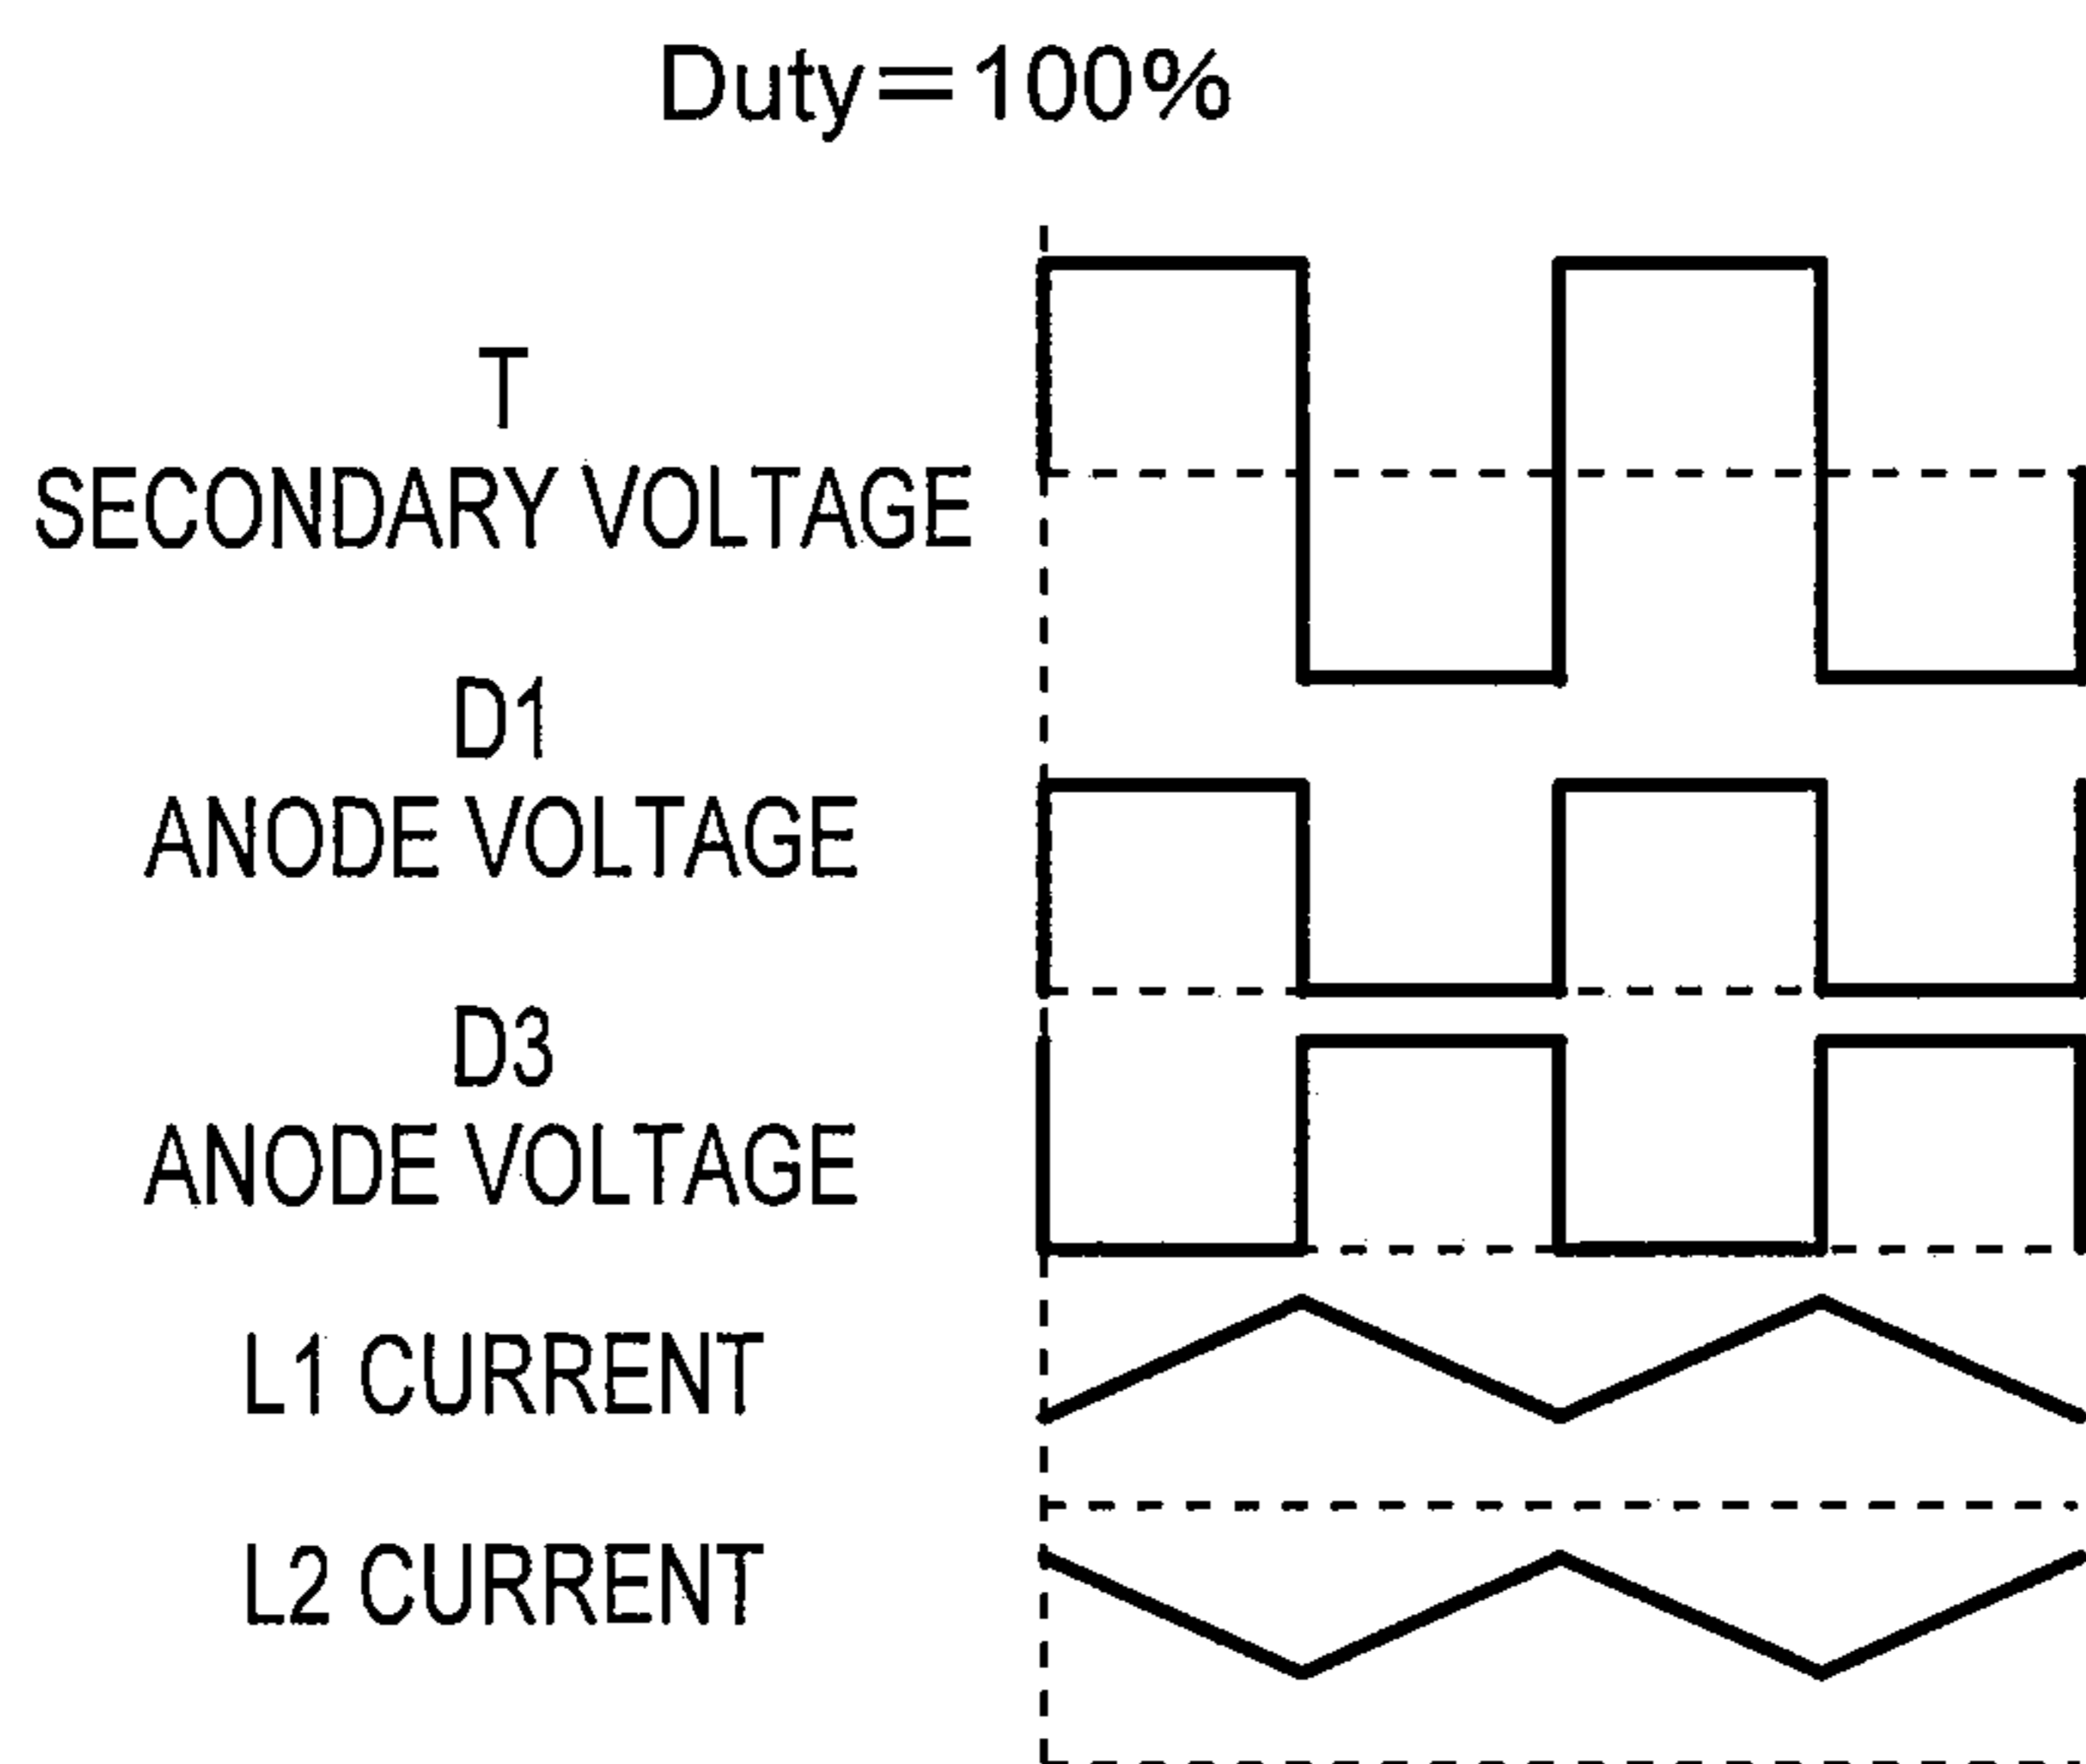 Duty=100%
T
SECONDARY VOLTAGE
D1
ANODE VOLTAGE
D3
ANODE VOLTAGE
L1 CURRENT
L2 CURRENT